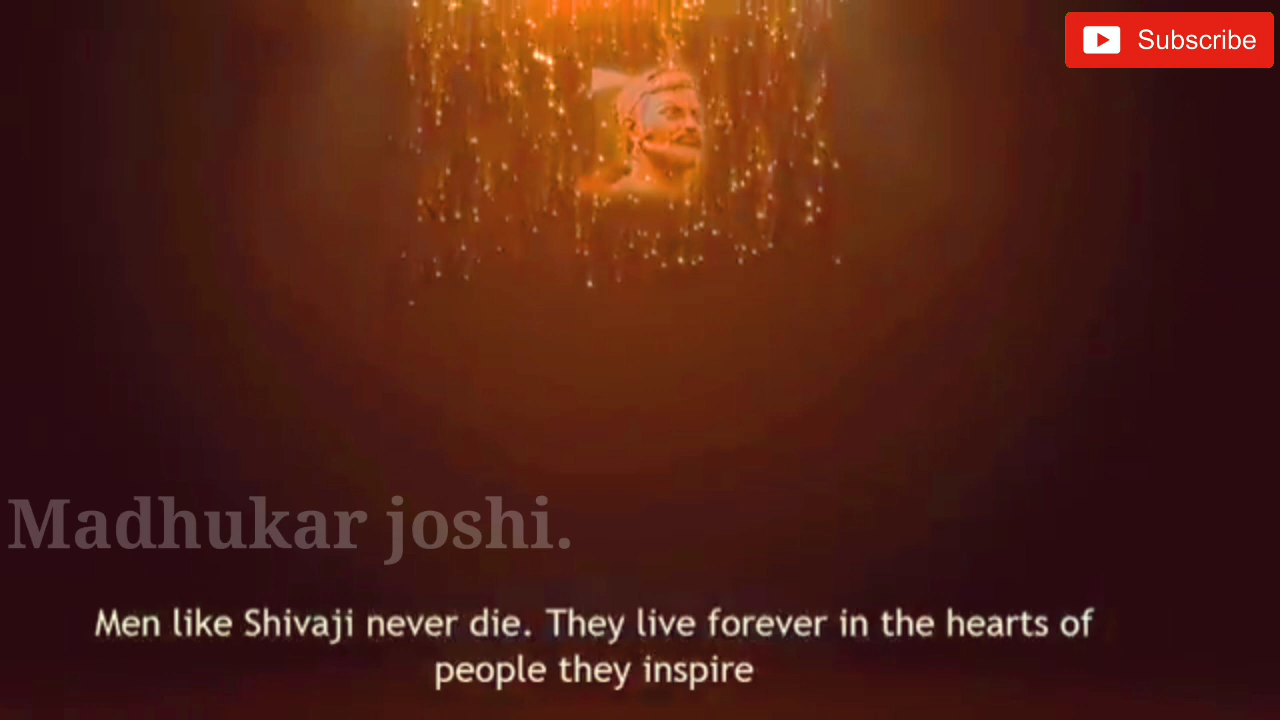 Subscribe
Madhukar joshi.
Men like Shivaji never die. They live forever in the hearts of
people they inspire